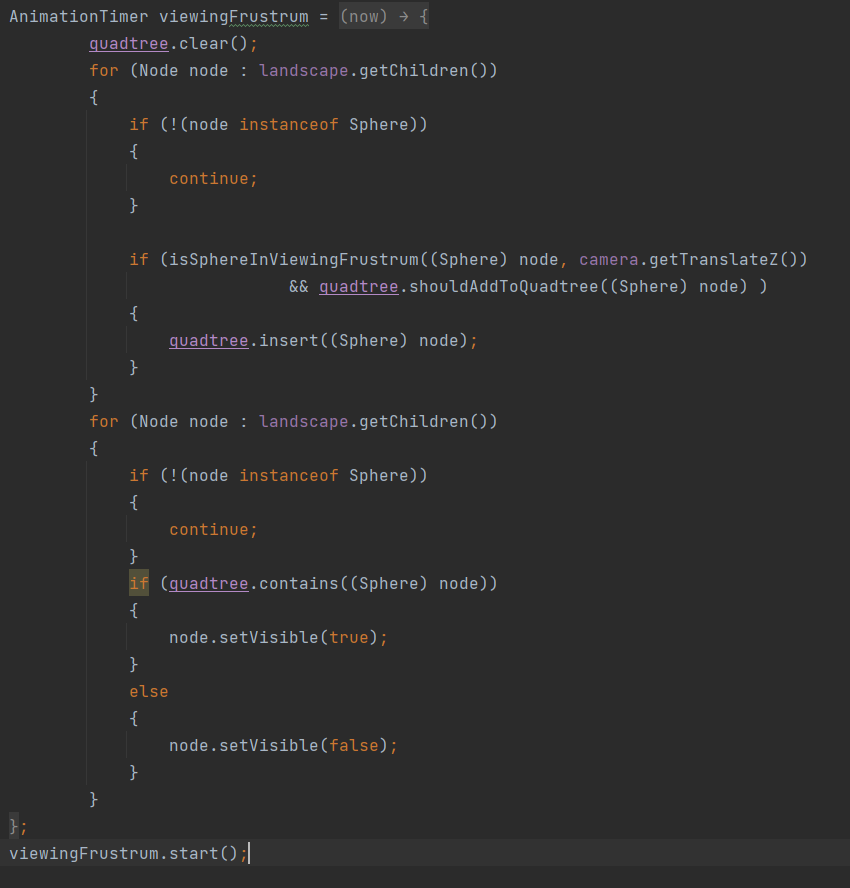 AnimationTimer viewingFrustrum = (now) → {
        quadtree.clear();
        for (Node node : landscape.getChildren())
        {
            if (!(node instanceof Sphere))
            {
                continue;
            }

            if (isSphereInViewingFrustrum((Sphere) node, camera.getTranslateZ())
                            && quadtree.shouldAddToQuadtree((Sphere) node) )
            {
                quadtree.insert((Sphere) node);
            }
        }
        for (Node node : landscape.getChildren())
        {
            if (!(node instanceof Sphere))
            {
                continue;
            }
            if (quadtree.contains((Sphere) node))
            {
                node.setVisible(true);
            }
            else
            {
                node.setVisible(false);
            }
        }
};
viewingFrustrum.start();